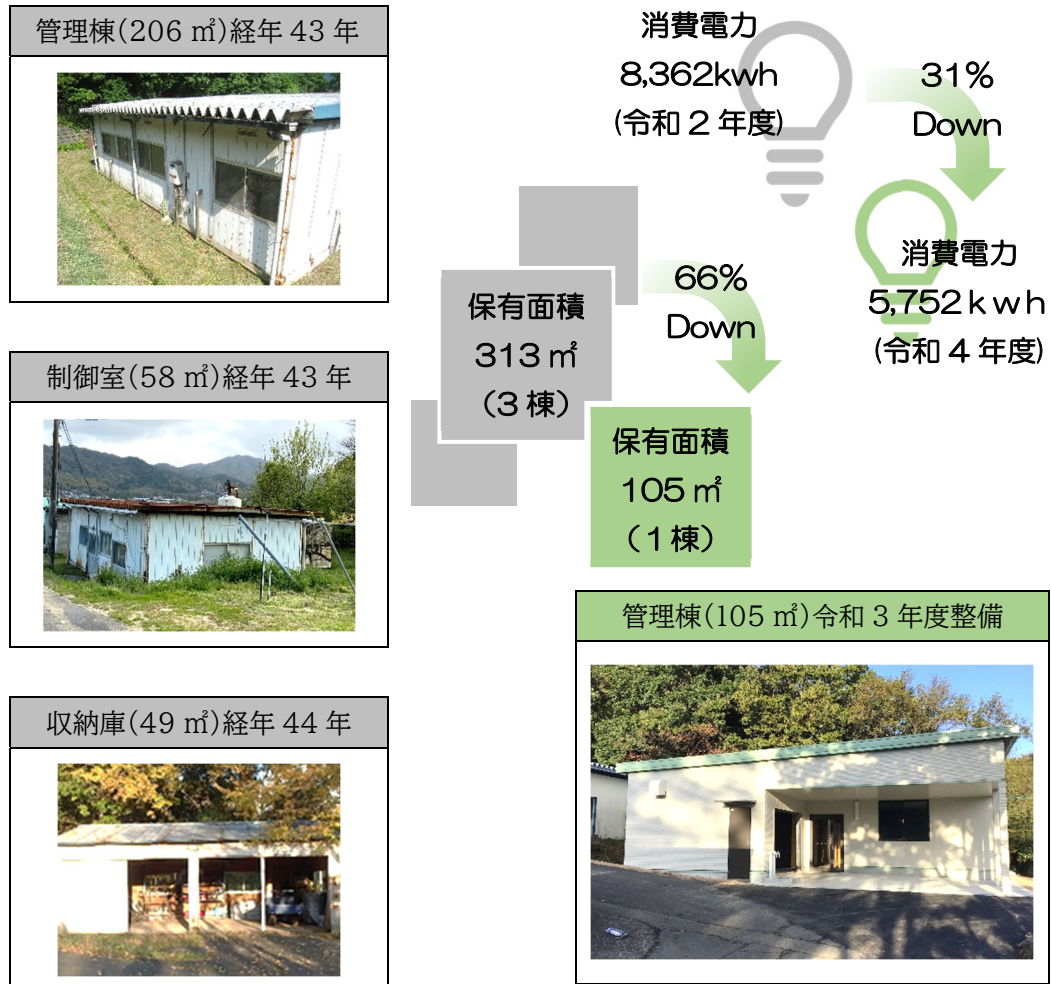 管理棟(206 ㎡)経年 43 年
消費電力
8,362kwh
(令和 2 年度)
31%
Down
消費電力
5,752kwh
(令和 4 年度)
66%
Down
保有面積
313 ㎡
(3 棟)
制御室(58 ㎡)経年 43 年
保有面積
105 ㎡
(1 棟)
管理棟(105 ㎡)令和 3 年度整備
収納庫(49 ㎡)経年 44 年